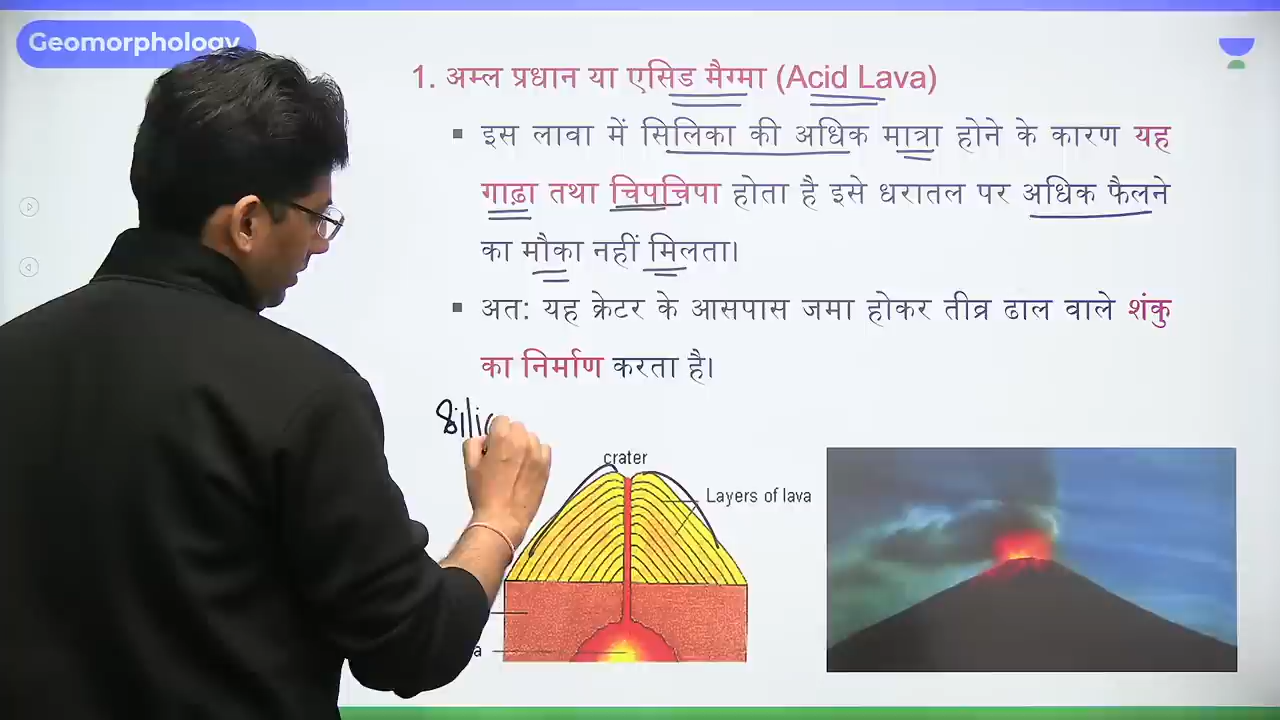 Geomorphology
1. अम्ल प्रधान या एसिड मैग्मा (Acid Lava)
▪ इस लावा में सिलिका की अधिक मात्रा होने के कारण यह
गाढ़ा तथा चिपचिपा होता है इसे धरातल पर अधिक फैलने
का मौका नहीं मिलता।
▪ अत: यह क्रेटर के आसपास जमा होकर तीव्र ढाल वाले शंकु
का निर्माण करता है।
Silic
crater
Layers of lava
a